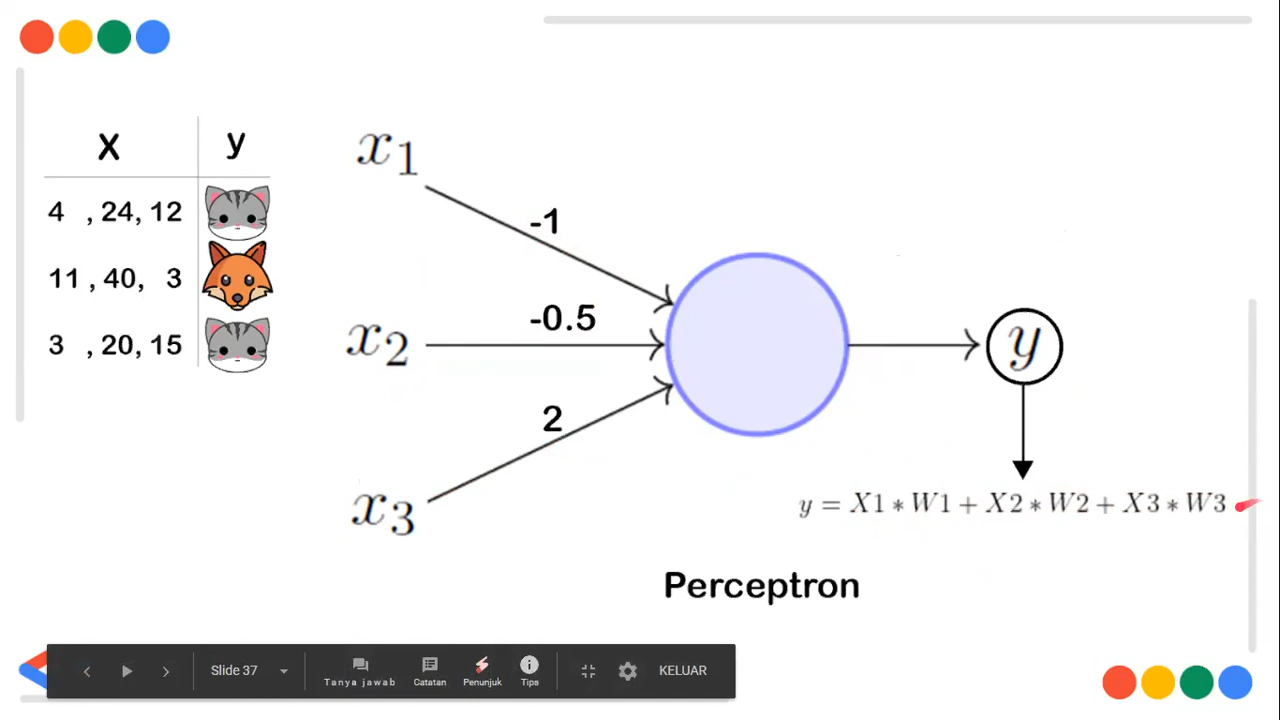 X y
4 , 24, 12
11 , 40, 3
3 , 20, 15
x1
-1
x2
-0.5
x3
2
y
y = X1 * W1 + X2 * W2 + X3 * W3
Perceptron
Slide 37
Tanya jawab
Catatan
Penunjuk
Tips
KELUAR